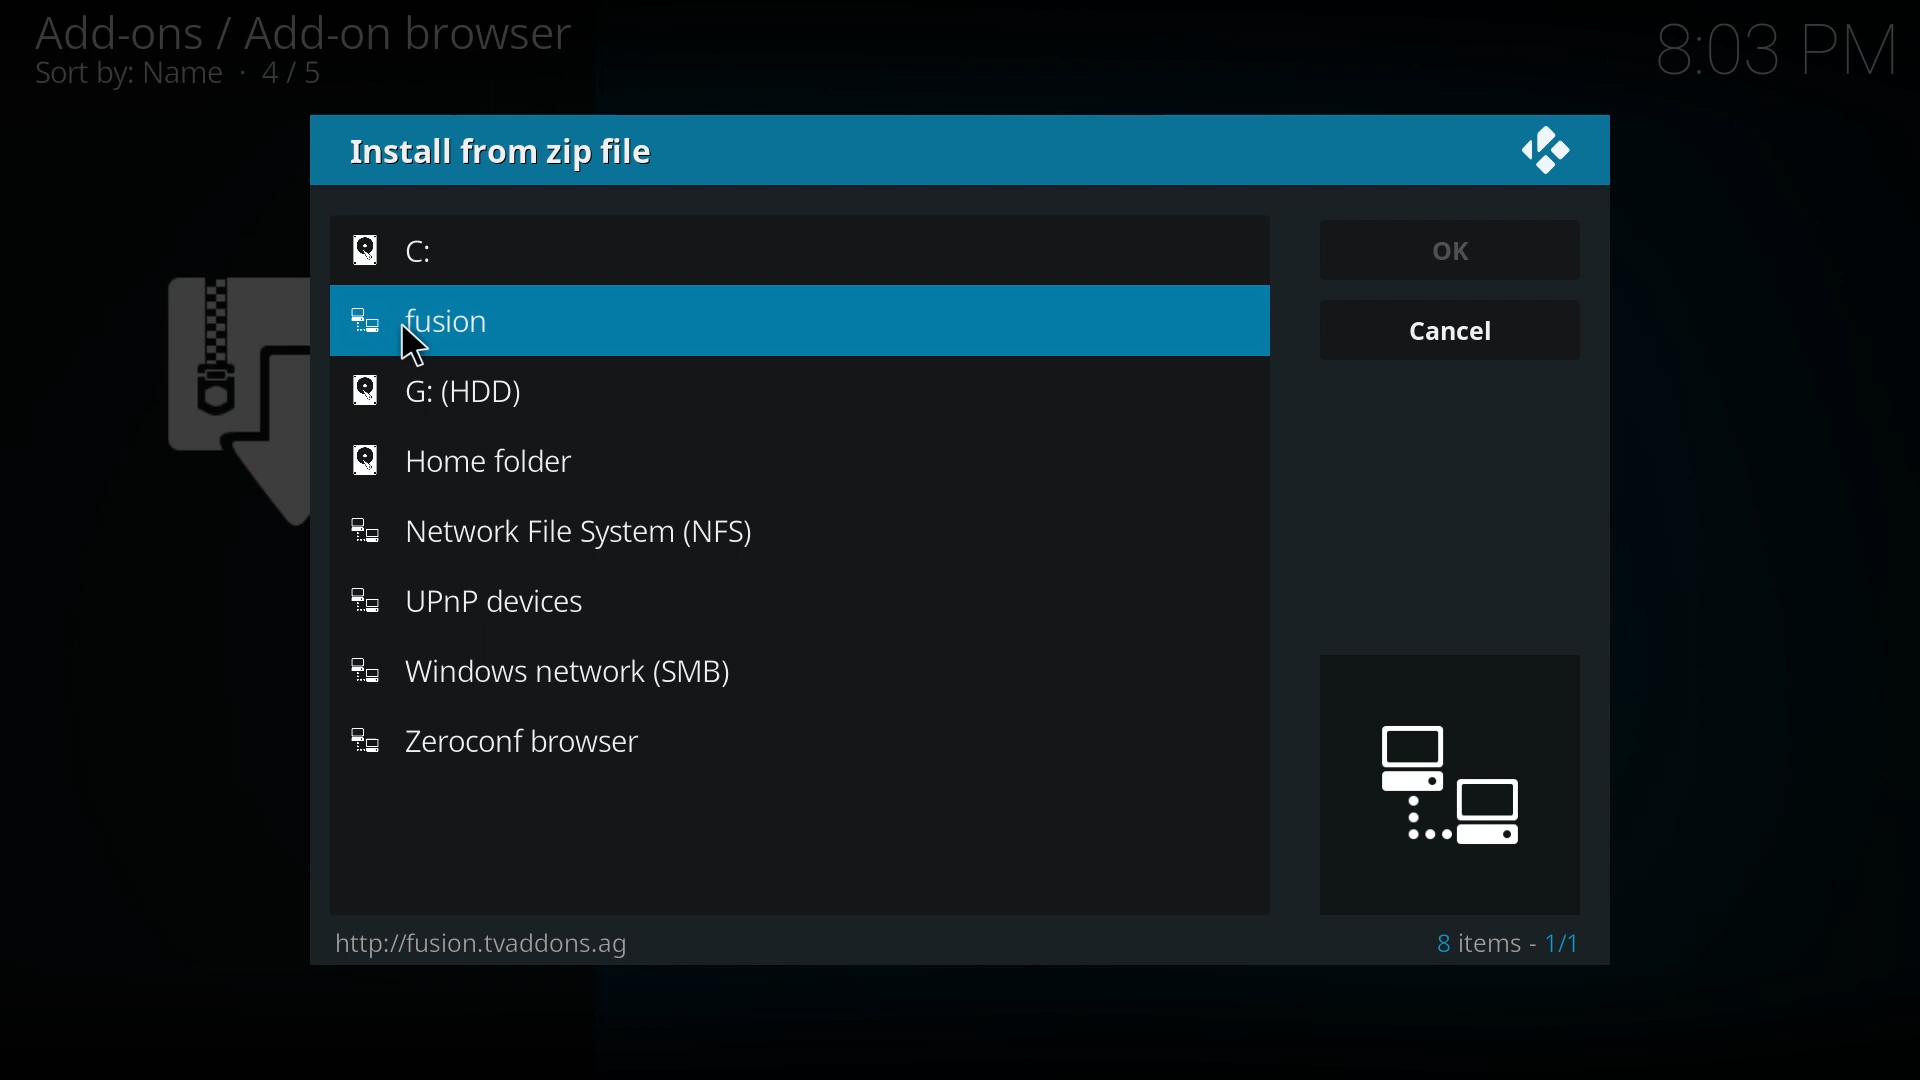 Add-ons / Add-on browser
Sort by: Name · 4 / 5
8:03 PM
Install from zip file
C:
fusion
G: (HDD)
Home folder
Network File System (NFS)
UPnP devices
Windows network (SMB)
Zeroconf browser
OK
Cancel
http://fusion.tvaddons.ag
8 items - 1/1